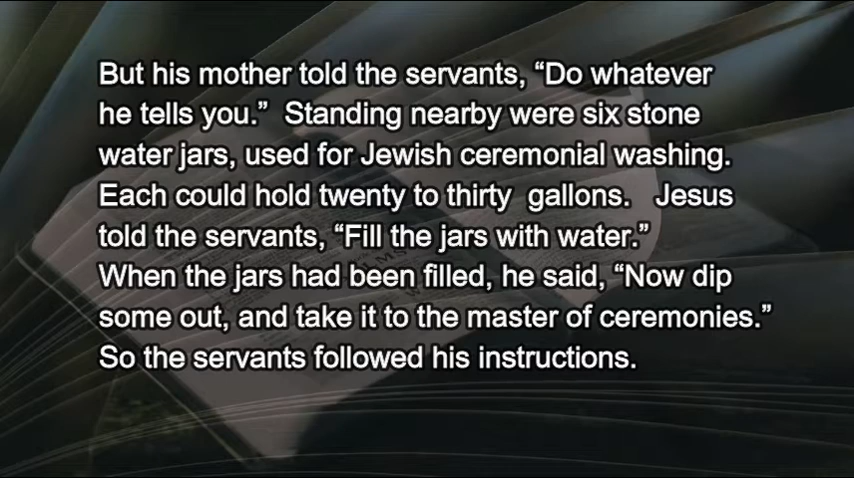 But his mother told the servants, “Do whatever
he tells you.”  Standing nearby were six stone
water jars, used for Jewish ceremonial washing.
Each could hold twenty to thirty  gallons.   Jesus
told the servants, “Fill the jars with water.”
When the jars had been filled, he said, “Now dip
some out, and take it to the master of ceremonies.”
So the servants followed his instructions.